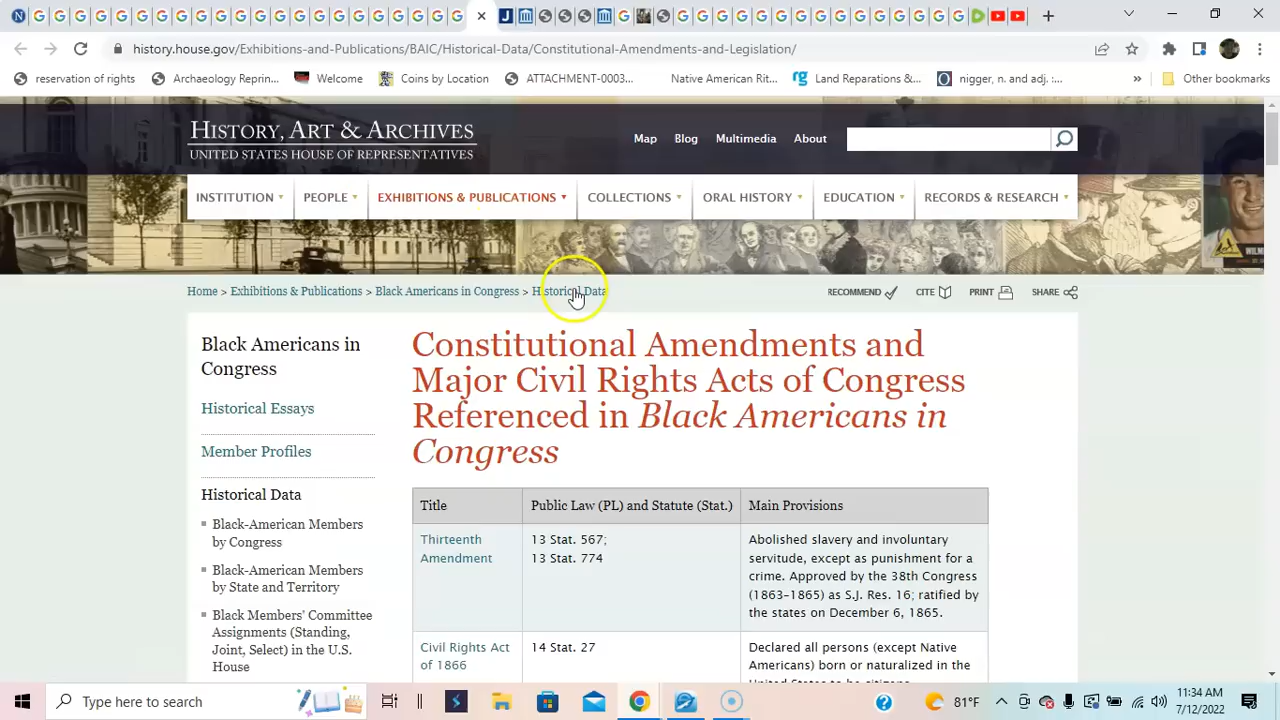 history.house.gov/Exhibitions-and-Publications/BAIC/Historical-Data/Constitutional-Amendments-and-Legislation/
reservation of rights
Archaeology Reprin...
Welcome
Coins by Location
ATTACHMENT-0003...
Native American Rit...
Land Reparations &...
nigger, n. and adj. :...
»
Other bookmarks
HISTORY, ART & ARCHIVES
UNITED STATES HOUSE OF REPRESENTATIVES
Map
Blog
Multimedia
About
INSTITUTION
PEOPLE
EXHIBITIONS & PUBLICATIONS
COLLECTIONS
ORAL HISTORY
EDUCATION
RECORDS & RESEARCH
Home > Exhibitions & Publications > Black Americans in Congress > Historical Data
RECOMMEND
CITE
PRINT
SHARE
Black Americans in
Congress
Historical Essays
Member Profiles
Historical Data
Black-American Members
by Congress
Black-American Members
by State and Territory
Black Members' Committee
Assignments (Standing,
Joint, Select) in the U.S.
House
Constitutional Amendments and
Major Civil Rights Acts of Congress
Referenced in Black Americans in
Congress
Title
Public Law (PL) and Statute (Stat.)
Main Provisions
Thirteenth
Amendment
13 Stat. 567;
13 Stat. 774
Abolished slavery and involuntary
servitude, except as punishment for a
crime. Approved by the 38th Congress
(1863–1865) as S.J. Res. 16; ratified by
the states on December 6, 1865.
Civil Rights Act
of 1866
14 Stat. 27
Declared all persons (except Native
Americans) born or naturalized in the
Type here to search
81°F
11:34 AM
7/12/2022